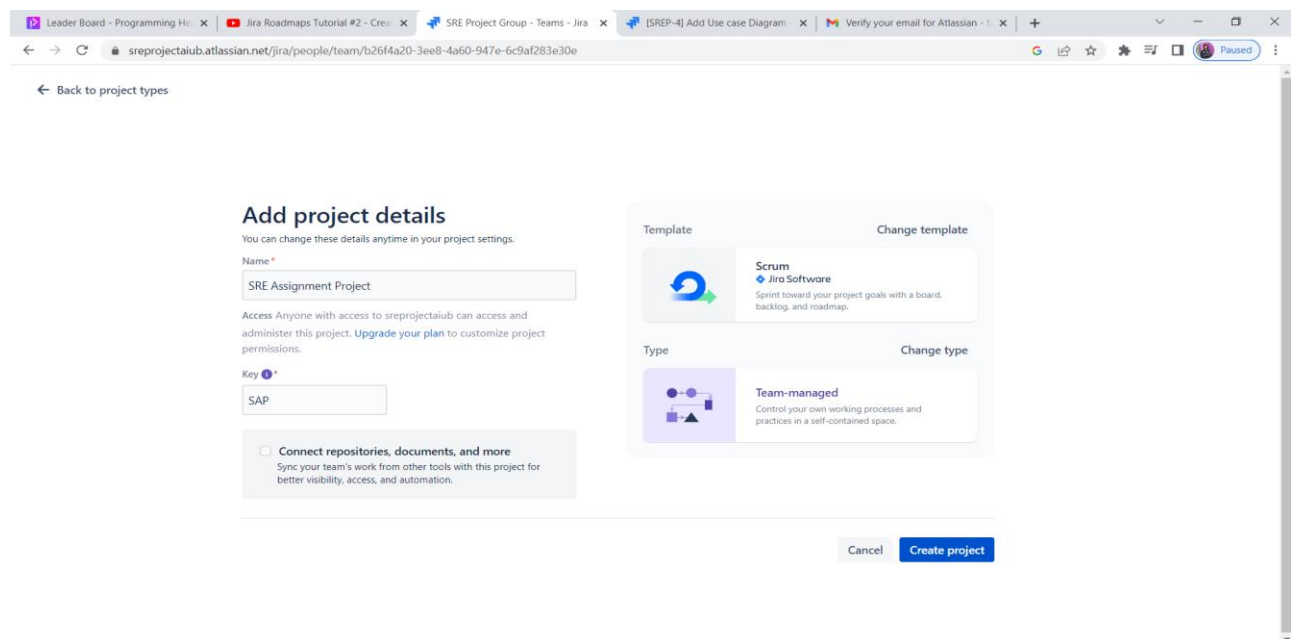 Leader Board - Programming He
Jira Roadmaps Tutorial #2 - Crea
SRE Project Group - Teams - Jira
[SREP-4] Add Use case Diagram -
Verify your email for Atlassian - f
sreprojectaiub.atlassian.net/jira/people/team/b26f4a20-3ee8-4a60-947e-6c9af283e30e
Paused
Back to project types
Add project details
You can change these details anytime in your project settings.
Name *
SRE Assignment Project
Access Anyone with access to sreprojectaiub can access and
administer this project. Upgrade your plan to customize project
permissions.
Key *
SAP
Connect repositories, documents, and more
Sync your team's work from other tools with this project for
better visibility, access, and automation.
Template
Change template
Scrum
Jira Software
Sprint toward your project goals with a board,
backlog, and roadmap.
Type
Change type
Team-managed
Control your own working processes and
practices in a self-contained space.
Cancel
Create project